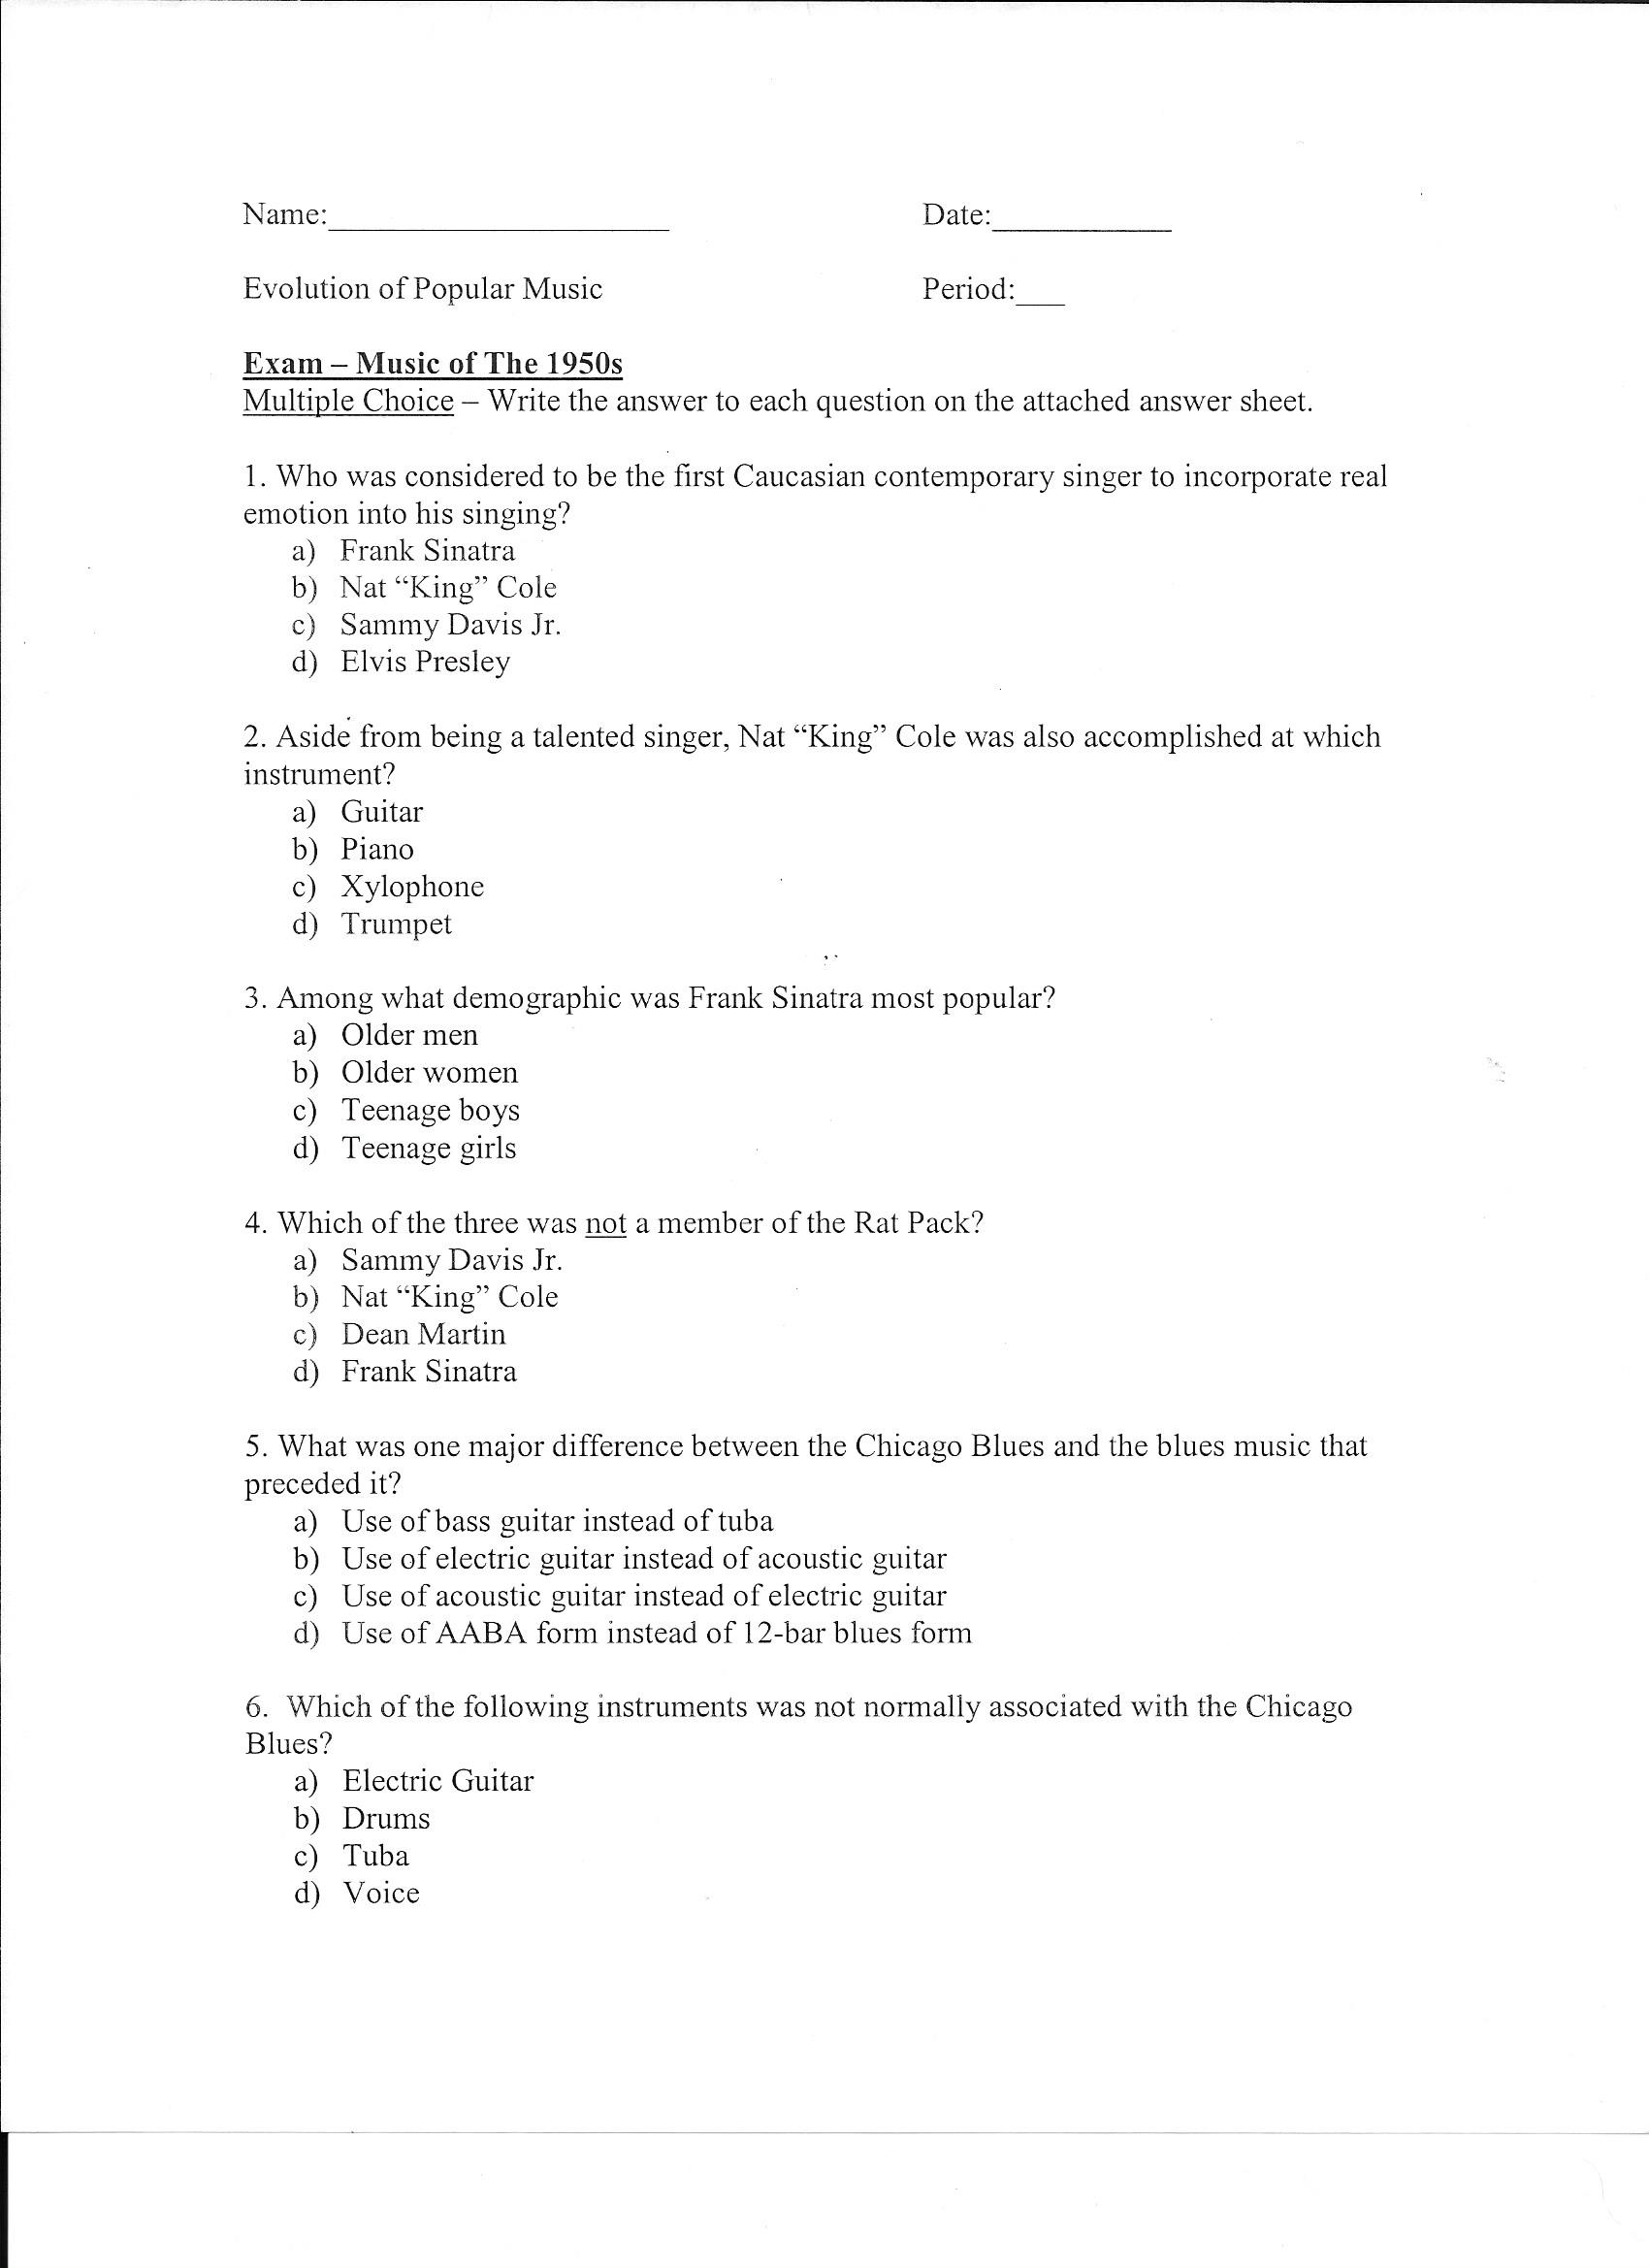 Name:______________________ Date:____________
Evolution of Popular Music Period:___
Exam – Music of The 1950s
Multiple Choice – Write the answer to each question on the attached answer sheet.
1. Who was considered to be the first Caucasian contemporary singer to incorporate real
emotion into his singing?
a) Frank Sinatra
b) Nat “King” Cole
c) Sammy Davis Jr.
d) Elvis Presley
2. Aside from being a talented singer, Nat “King” Cole was also accomplished at which
instrument?
a) Guitar
b) Piano
c) Xylophone
d) Trumpet
3. Among what demographic was Frank Sinatra most popular?
a) Older men
b) Older women
c) Teenage boys
d) Teenage girls
4. Which of the three was not a member of the Rat Pack?
a) Sammy Davis Jr.
b) Nat “King” Cole
c) Dean Martin
d) Frank Sinatra
5. What was one major difference between the Chicago Blues and the blues music that
preceded it?
a) Use of bass guitar instead of tuba
b) Use of electric guitar instead of acoustic guitar
c) Use of acoustic guitar instead of electric guitar
d) Use of AABA form instead of 12-bar blues form
6. Which of the following instruments was not normally associated with the Chicago
Blues?
a) Electric Guitar
b) Drums
c) Tuba
d) Voice